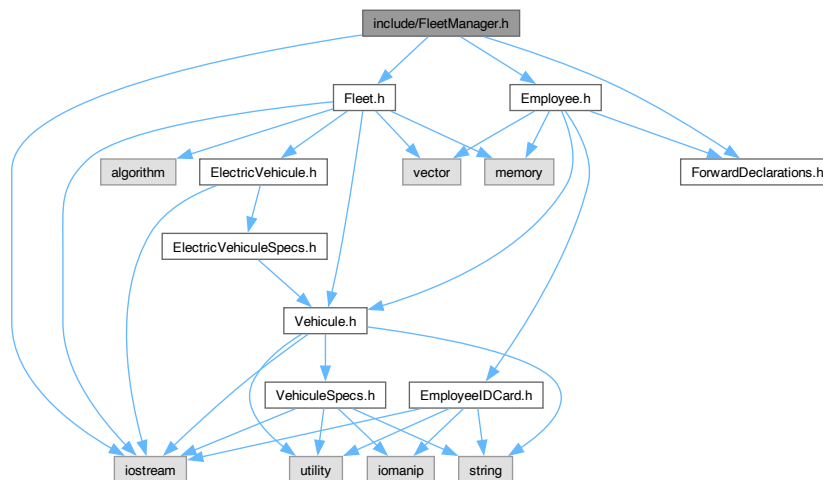 include/FleetManager.h
Fleet.h
Employee.h
algorithm
ElectricVehicule.h
vector
memory
ForwardDeclarations.h
ElectricVehiculeSpecs.h
Vehicule.h
VehiculeSpecs.h
EmployeeIDCard.h
iostream
utility
iomanip
string